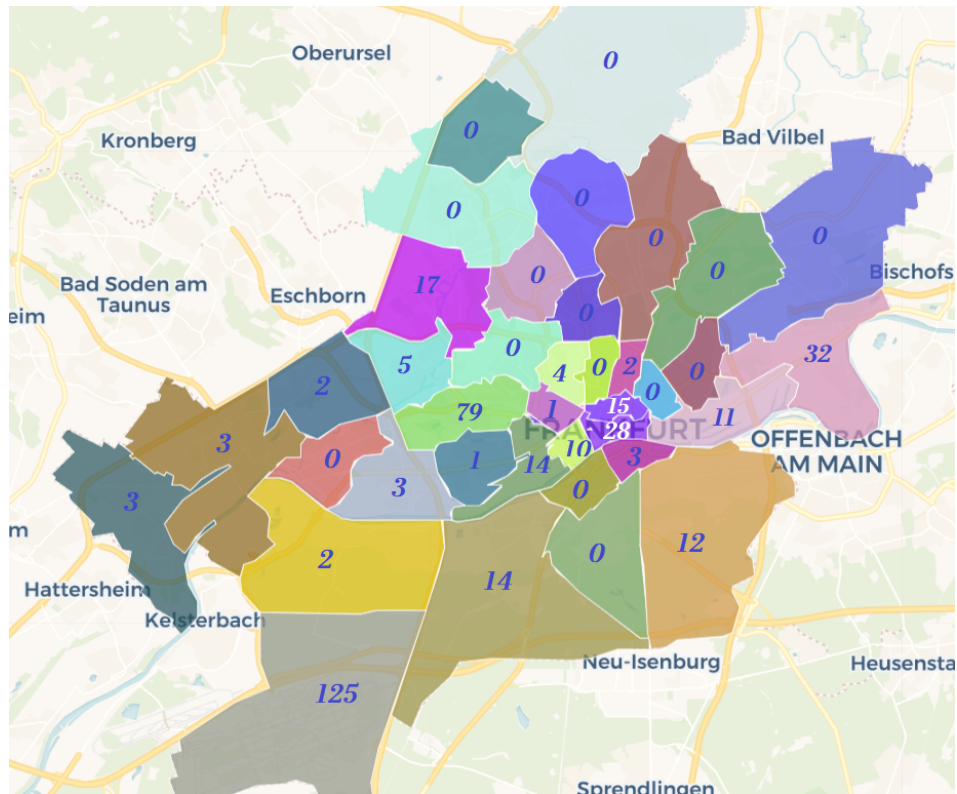 0
Oberursel
0
Kronberg
Bad Vilbel
0
0
0
0
0
0
Bischofs
17
Bad Soden am
Taunus
Eschborn
0
eim
0
0
5
32
4
0
2
0
0
2
79
1
15
11
FRANKFURT
28
OFFENBACH
AM MAIN
3
0
1
14
10
3
3
0
3
m
12
0
2
14
Hattersheim
Kelsterbach
Neu-Isenburg
Heusensta
125
Sprendlingen